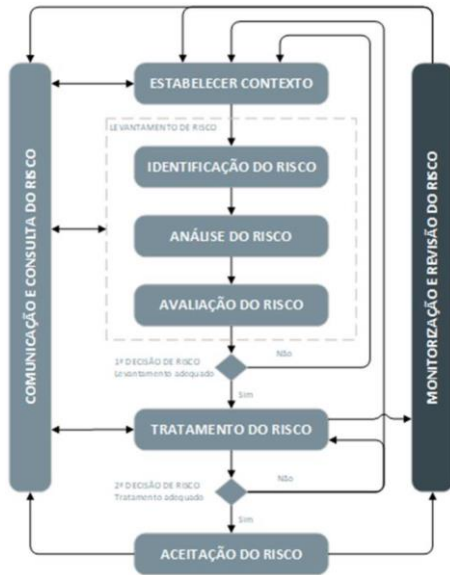 ESTABELECER CONTEXTO
LEVANTAMENTO DE RISCO
IDENTIFICAÇÃO DO RISCO
ANÁLISE DO RISCO
AVALIAÇÃO DO RISCO
1ª DECISÃO DE RISCO
Levantamento adequado
Não
Sim
TRATAMENTO DO RISCO
2ª DECISÃO DE RISCO
Tratamento adequado
Não
Sim
ACEITAÇÃO DO RISCO
COMUNICAÇÃO E CONSULTA DO RISCO
MONITORIZAÇÃO E REVISÃO DO RISCO